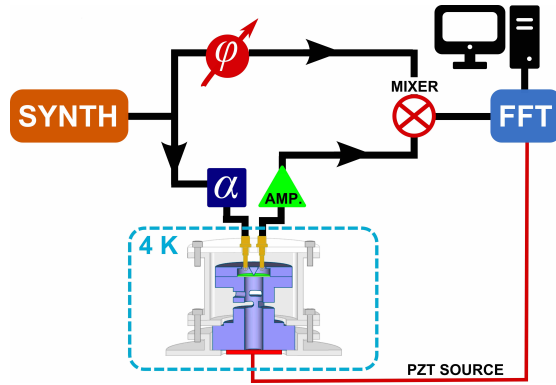 φ
MIXER
SYNTH
FFT
α
AMP.
4 K
PZT SOURCE